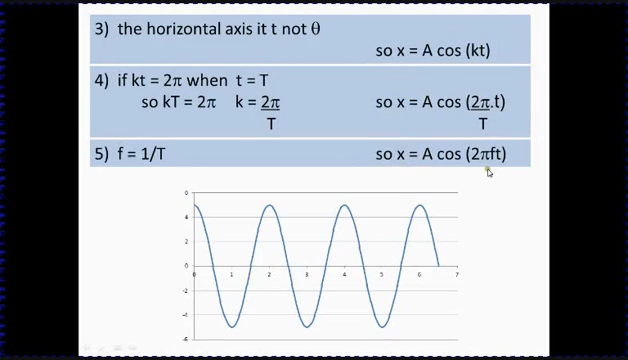 3) the horizontal axis it t not θ
so x = A cos (kt)
4) if kt = 2π when t = T
so kT = 2π k = 2π so x = A cos (2π.t)
T T
5) f = 1/T so x = A cos (2πft)
6
4
2
0
0 1 2 3 4 5 6 7
-2
-4
-6